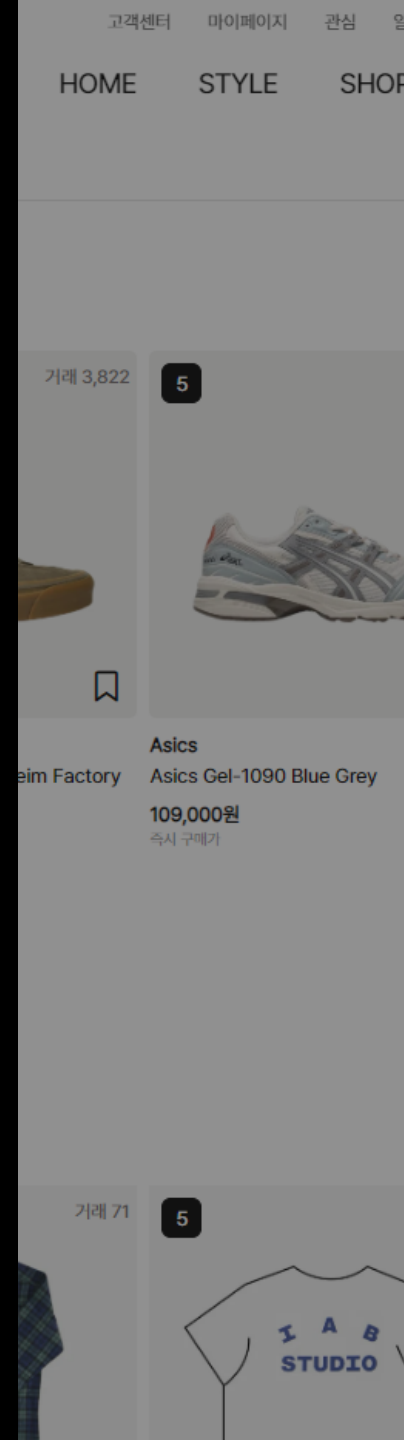 고객센터 마이페이지 관심
HOME STYLE SHOP
거래 3,822
5
Asics
eim Factory
Asics Gel-1090 Blue Grey
109,000원
즉시 구매가
거래 71
5
I A B
STUDIO